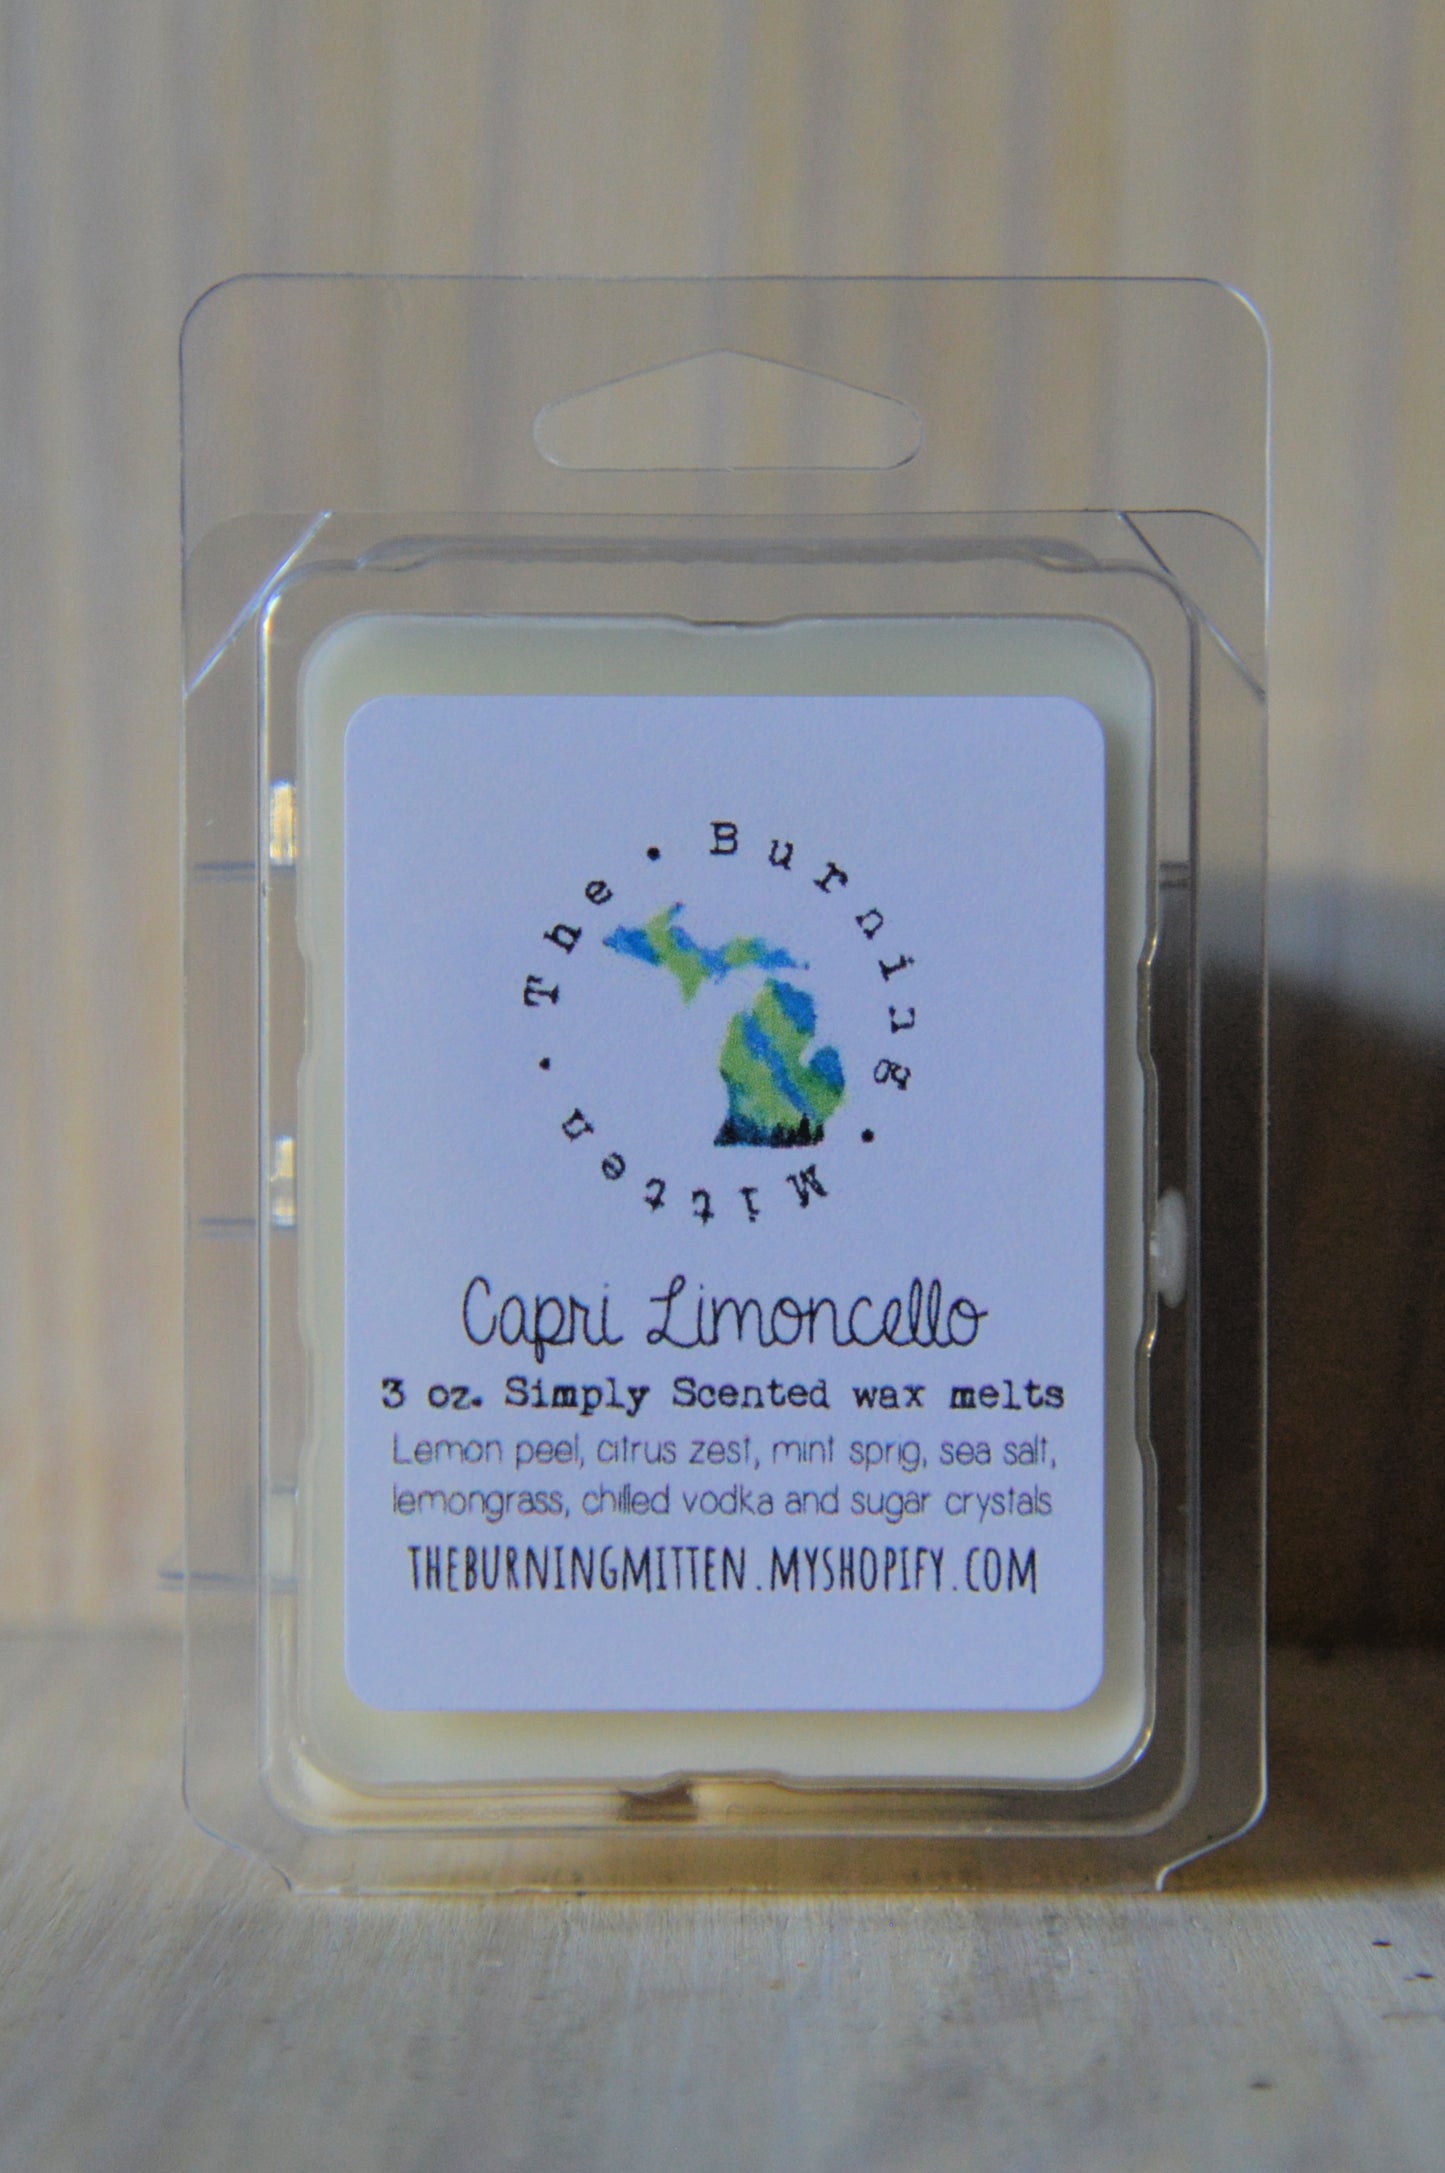 The • Burning • Mitten •
Capri Limoncello
3 oz. Simply Scented wax melts
Lemon peel, citrus zest, mint sprig, sea salt,
lemongrass, chilled vodka and sugar crystals
THEBURNINGMITTEN.MYSHOPIFY.COM